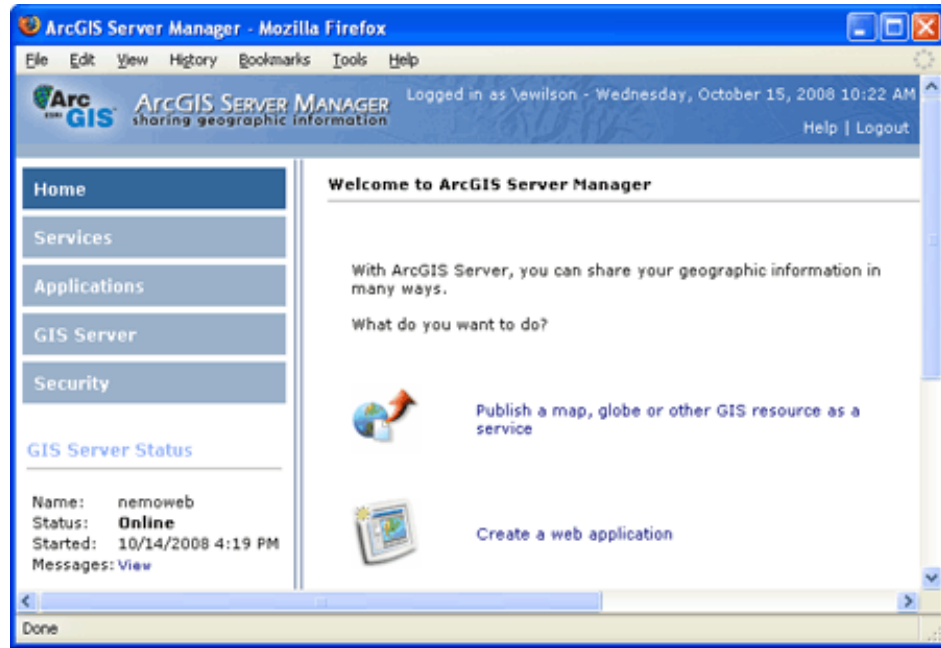 ArcGIS Server Manager - Mozilla Firefox
File Edit View History Bookmarks Tools Help
Arc GIS
ArcGIS Server Manager
sharing geographic information
Logged in as \ewilson - Wednesday, October 15, 2008 10:22 AM
Help | Logout
Home
Services
Applications
GIS Server
Security
GIS Server Status
Name: nemoweb
Status: Online
Started: 10/14/2008 4:19 PM
Messages: View
Welcome to ArcGIS Server Manager
With ArcGIS Server, you can share your geographic information in
many ways.
What do you want to do?
Publish a map, globe or other GIS resource as a
service
Create a web application
Done